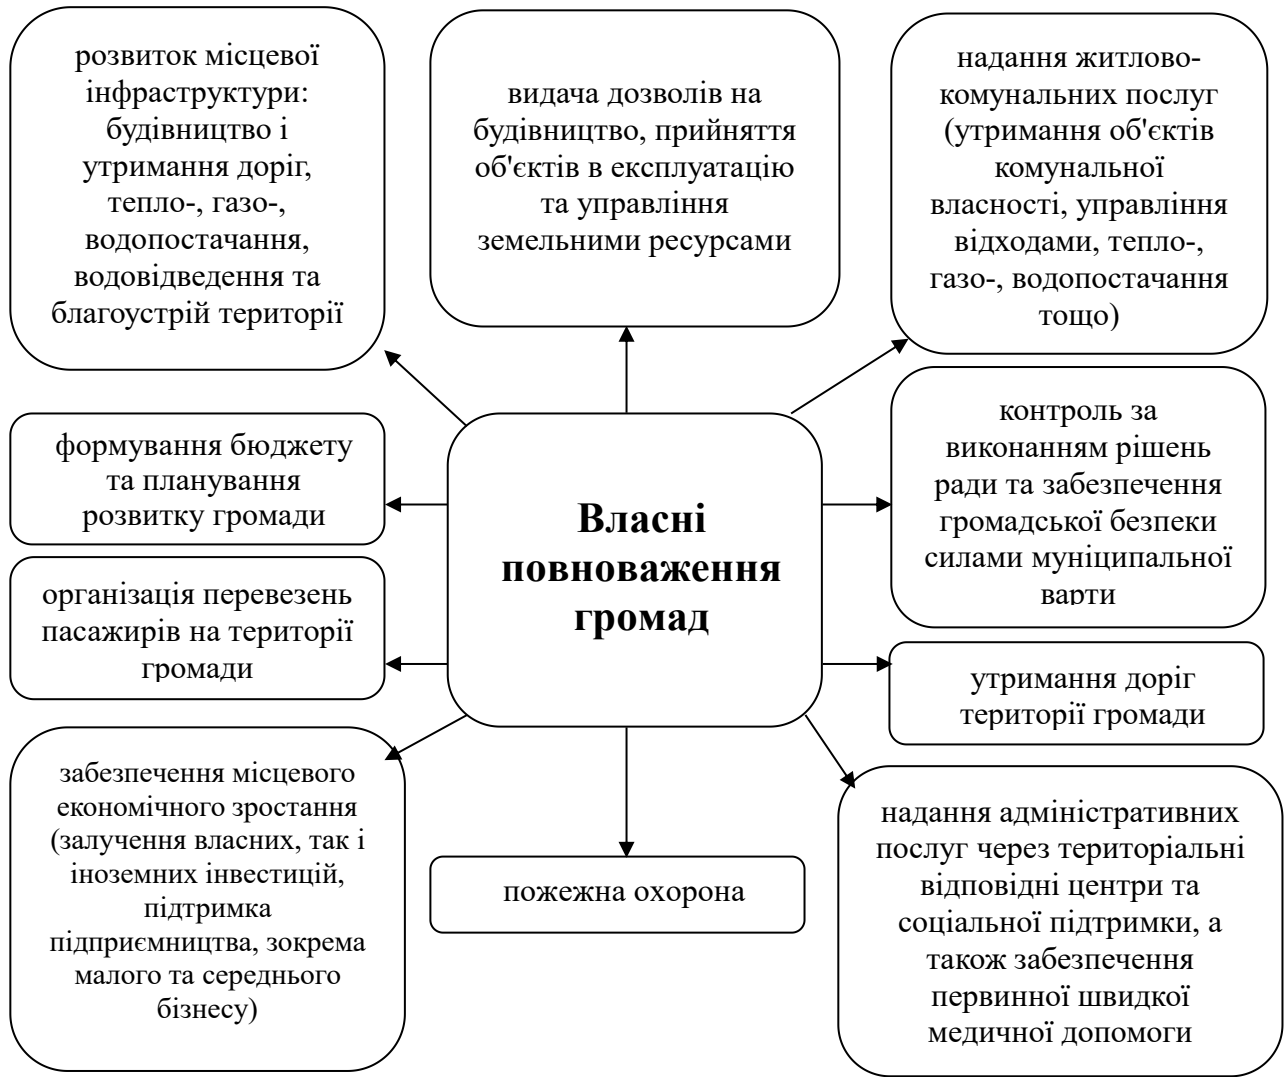 розвиток місцевої
інфраструктури:
будівництво і
утримання доріг,
тепло-, газо-,
водопостачання,
водовідведення та
благоустрій території
видача дозволів на
будівництво, прийняття
об'єктів в експлуатацію
та управління
земельними ресурсами
надання житлово-
комунальних послуг
(утримання об'єктів
комунальної
власності, управління
відходами, тепло-,
газо-, водопостачання
тощо)
формування бюджету
та планування
розвитку громади
організація перевезень
пасажирів на території
громади
Власні
повноваження
громад
контроль за
виконанням рішень
ради та забезпечення
громадської безпеки
силами муніципальної
варти
утримання доріг
території громади
забезпечення місцевого
економічного зростання
(залучення власних, так і
іноземних інвестицій,
підтримка
підприємництва, зокрема
малого та середнього
бізнесу)
пожежна охорона
надання адміністративних
послуг через територіальні
відповідні центри та
соціальної підтримки, а
також забезпечення
первинної швидкої
медичної допомоги